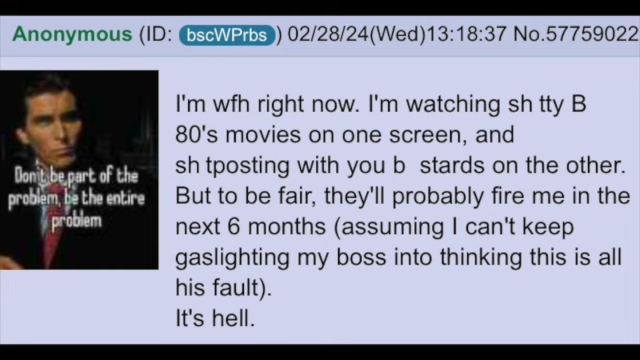 Anonymous (ID: bscWPrbs) 02/28/24(Wed)13:18:37 No.57759022
Don't be part of the
problem, be the entire
problem
I'm wfh right now. I'm watching sh tty B
80's movies on one screen, and
sh tposting with you b  stards on the other.
But to be fair, they'll probably fire me in the
next 6 months (assuming I can't keep
gaslighting my boss into thinking this is all
his fault).
It's hell.